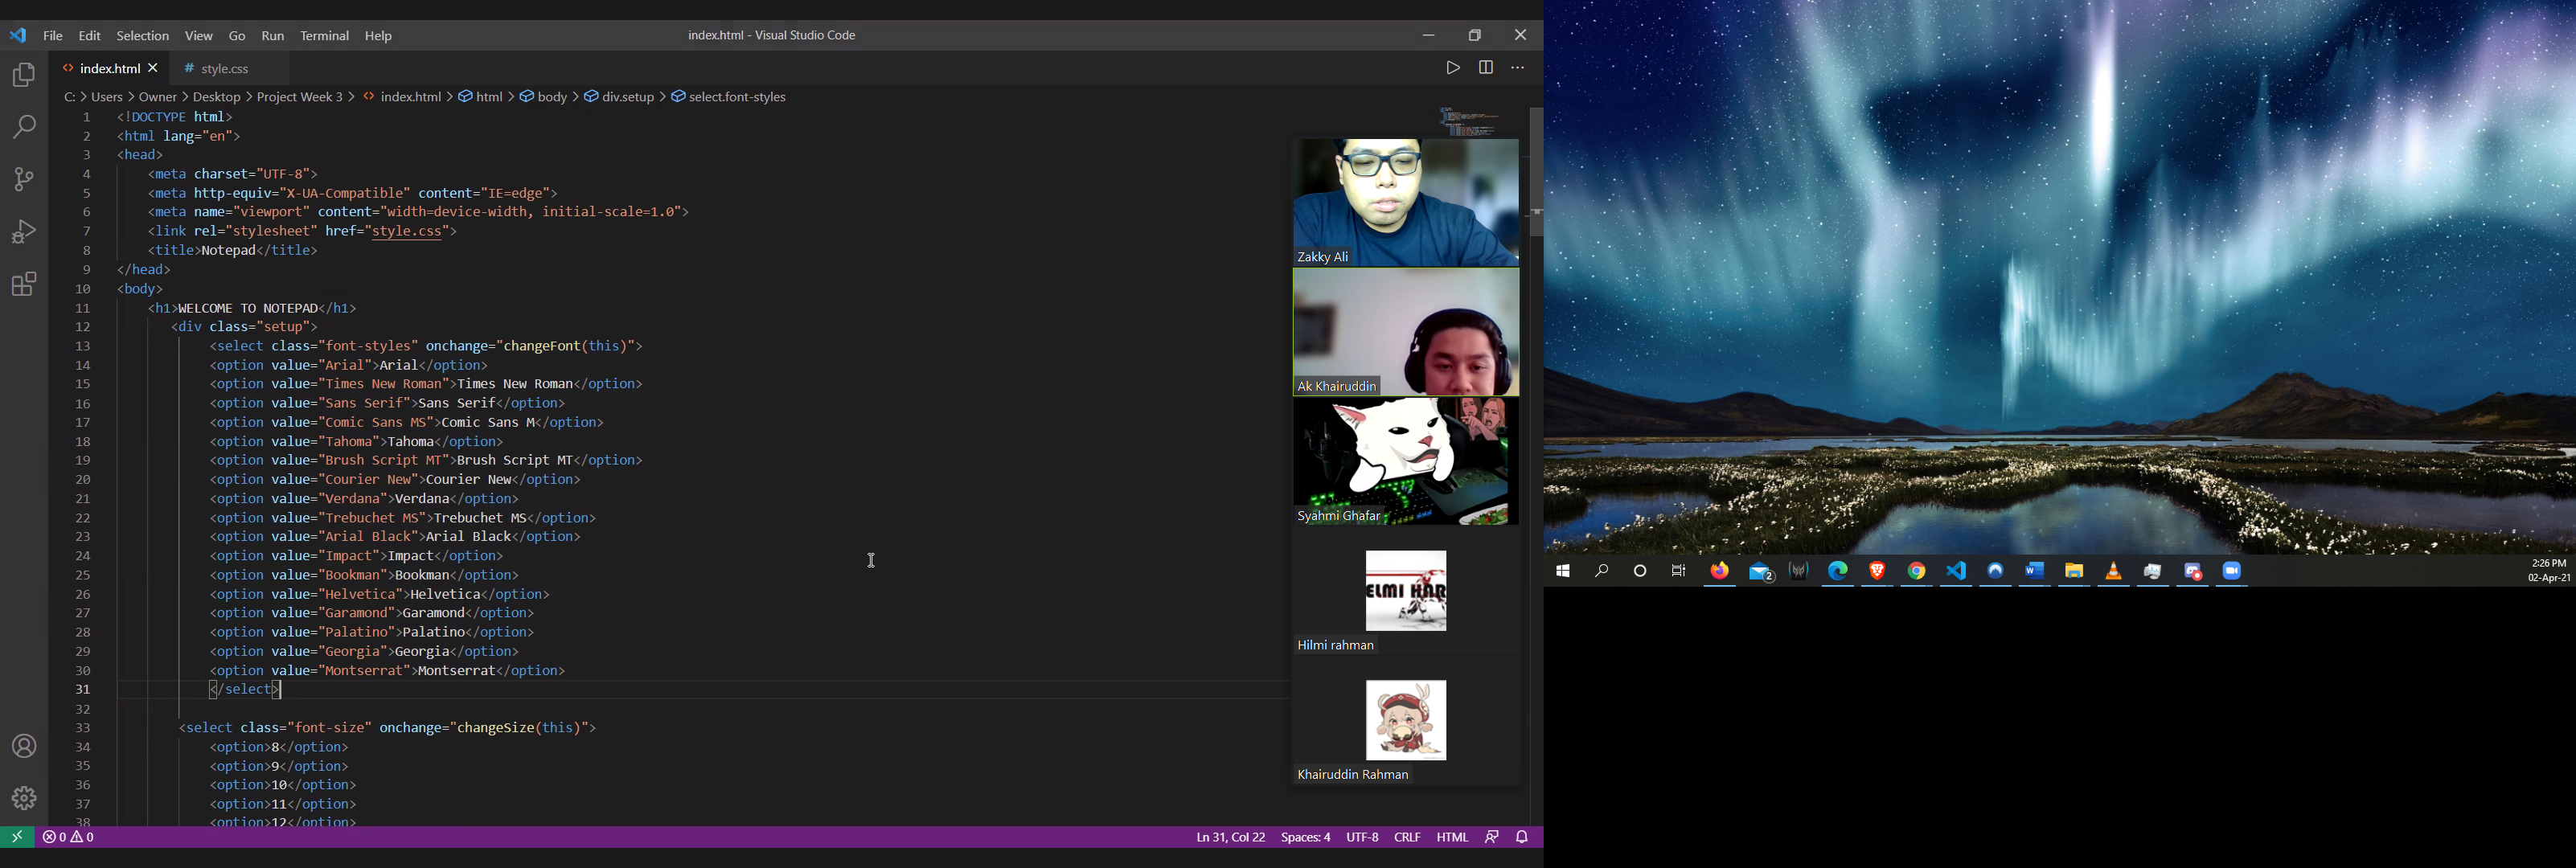 File Edit Selection View Go Run Terminal Help
index.html - Visual Studio Code
index.html
# style.css
C: > Users > Owner > Desktop > Project Week 3 > index.html > html > body > div.setup > select.font-styles
1 <!DOCTYPE html>
2 <html lang="en">
3 <head>
4 <meta charset="UTF-8">
5 <meta http-equiv="X-UA-Compatible" content="IE=edge">
6 <meta name="viewport" content="width=device-width, initial-scale=1.0">
7 <link rel="stylesheet" href="style.css">
8 <title>Notepad</title>
9 </head>
10 <body>
11 <h1>WELCOME TO NOTEPAD</h1>
12 <div class="setup">
13 <select class="font-styles" onchange="changeFont(this)">
14 <option value="Arial">Arial</option>
15 <option value="Times New Roman">Times New Roman</option>
16 <option value="Sans Serif">Sans Serif</option>
17 <option value="Comic Sans MS">Comic Sans M</option>
18 <option value="Tahoma">Tahoma</option>
19 <option value="Brush Script MT">Brush Script MT</option>
20 <option value="Courier New">Courier New</option>
21 <option value="Verdana">Verdana</option>
22 <option value="Trebuchet MS">Trebuchet MS</option>
23 <option value="Arial Black">Arial Black</option>
24 <option value="Impact">Impact</option>
25 <option value="Bookman">Bookman</option>
26 <option value="Helvetica">Helvetica</option>
27 <option value="Garamond">Garamond</option>
28 <option value="Palatino">Palatino</option>
29 <option value="Georgia">Georgia</option>
30 <option value="Montserrat">Montserrat</option>
31 </select>
32
33 <select class="font-size" onchange="changeSize(this)">
34 <option>8</option>
35 <option>9</option>
36 <option>10</option>
37 <option>11</option>
38 <option>12</option>
0 0
Ln 31, Col 22 Spaces: 4 UTF-8 CRLF HTML
Zakky Ali
Ak Khairuddin
Syahmi Ghafar
ELMI HAR
Hilmi rahman
Khairuddin Rahman
2
2:26 PM
02-Apr-21